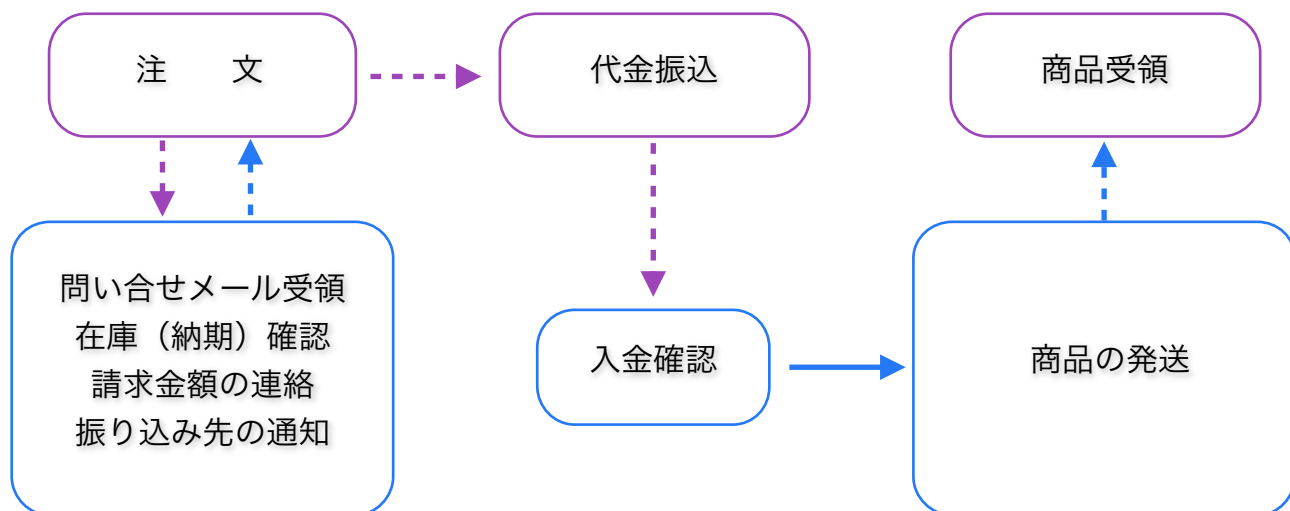 注　　文
代金振込
商品受領
問い合せメール受領
在庫（納期）確認
請求金額の連絡
振り込み先の通知
入金確認
商品の発送